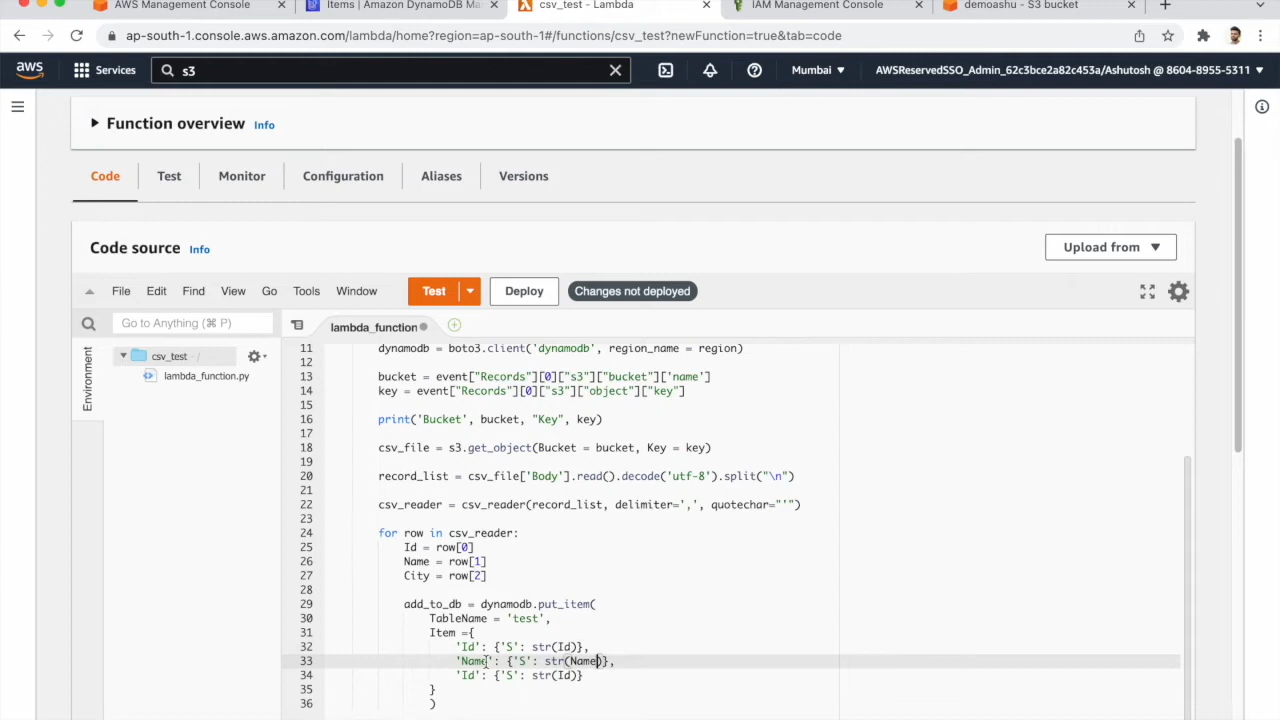 AWS Management Console
Items | Amazon DynamoDB Ma
csv_test - Lambda
IAM Management Console
demoashu - S3 bucket
ap-south-1.console.aws.amazon.com/lambda/home?region=ap-south-1#/functions/csv_test?newFunction=true&tab=code
aws
Services
s3
Mumbai
AWSReservedSSO_Admin_62c3bce2a82c453a/Ashutosh @ 8604-8955-5311
Function overview Info
Code
Test
Monitor
Configuration
Aliases
Versions
Code source Info
Upload from
File Edit Find View Go Tools Window
Test
Deploy
Changes not deployed
Go to Anything (⌘ P)
lambda_function
Environment
csv_test - /
lambda_function.py
11 dynamodb = boto3.client('dynamodb', region_name = region)
12
13 bucket = event["Records"][0]["s3"]["bucket"]['name']
14 key = event["Records"][0]["s3"]["object"]["key"]
15
16 print('Bucket', bucket, "Key", key)
17
18 csv_file = s3.get_object(Bucket = bucket, Key = key)
19
20 record_list = csv_file['Body'].read().decode('utf-8').split("\n")
21
22 csv_reader = csv_reader(record_list, delimiter=',', quotechar="'")
23
24 for row in csv_reader:
25 Id = row[0]
26 Name = row[1]
27 City = row[2]
28
29 add_to_db = dynamodb.put_item(
30 TableName = 'test',
31 Item ={
32 'Id': {'S': str(Id)},
33 'Name': {'S': str(Name)},
34 'Id': {'S': str(Id)}
35 }
36 )